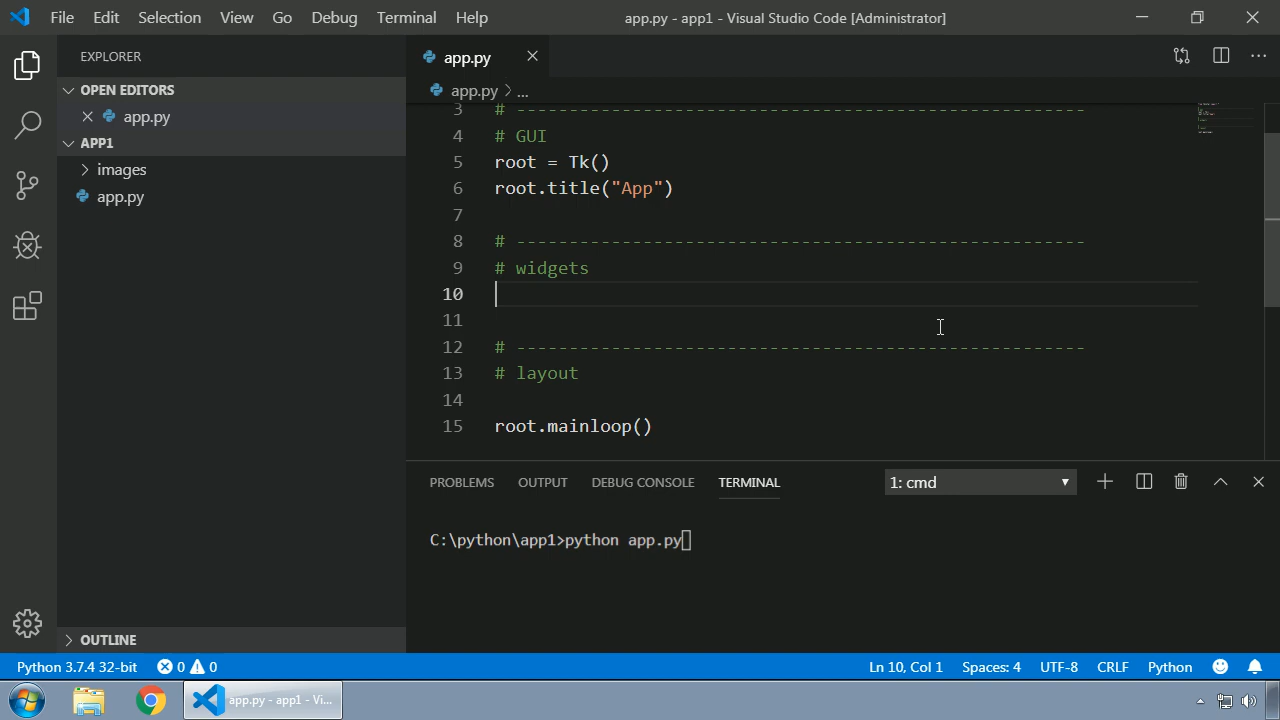 File Edit Selection View Go Debug Terminal Help app.py - app1 - Visual Studio Code [Administrator]
EXPLORER
OPEN EDITORS
app.py
APP1
images
app.py
OUTLINE
app.py
app.py > ...
3 # ------------------------------------------------------
4 # GUI
5 root = Tk()
6 root.title("App")
7
8 # ------------------------------------------------------
9 # widgets
10
11
12 # ------------------------------------------------------
13 # layout
14
15 root.mainloop()
PROBLEMS OUTPUT DEBUG CONSOLE TERMINAL 1: cmd
C:\python\app1>python app.py
Python 3.7.4 32-bit 0 0 Ln 10, Col 1 Spaces: 4 UTF-8 CRLF Python
app.py - app1 - Vi...